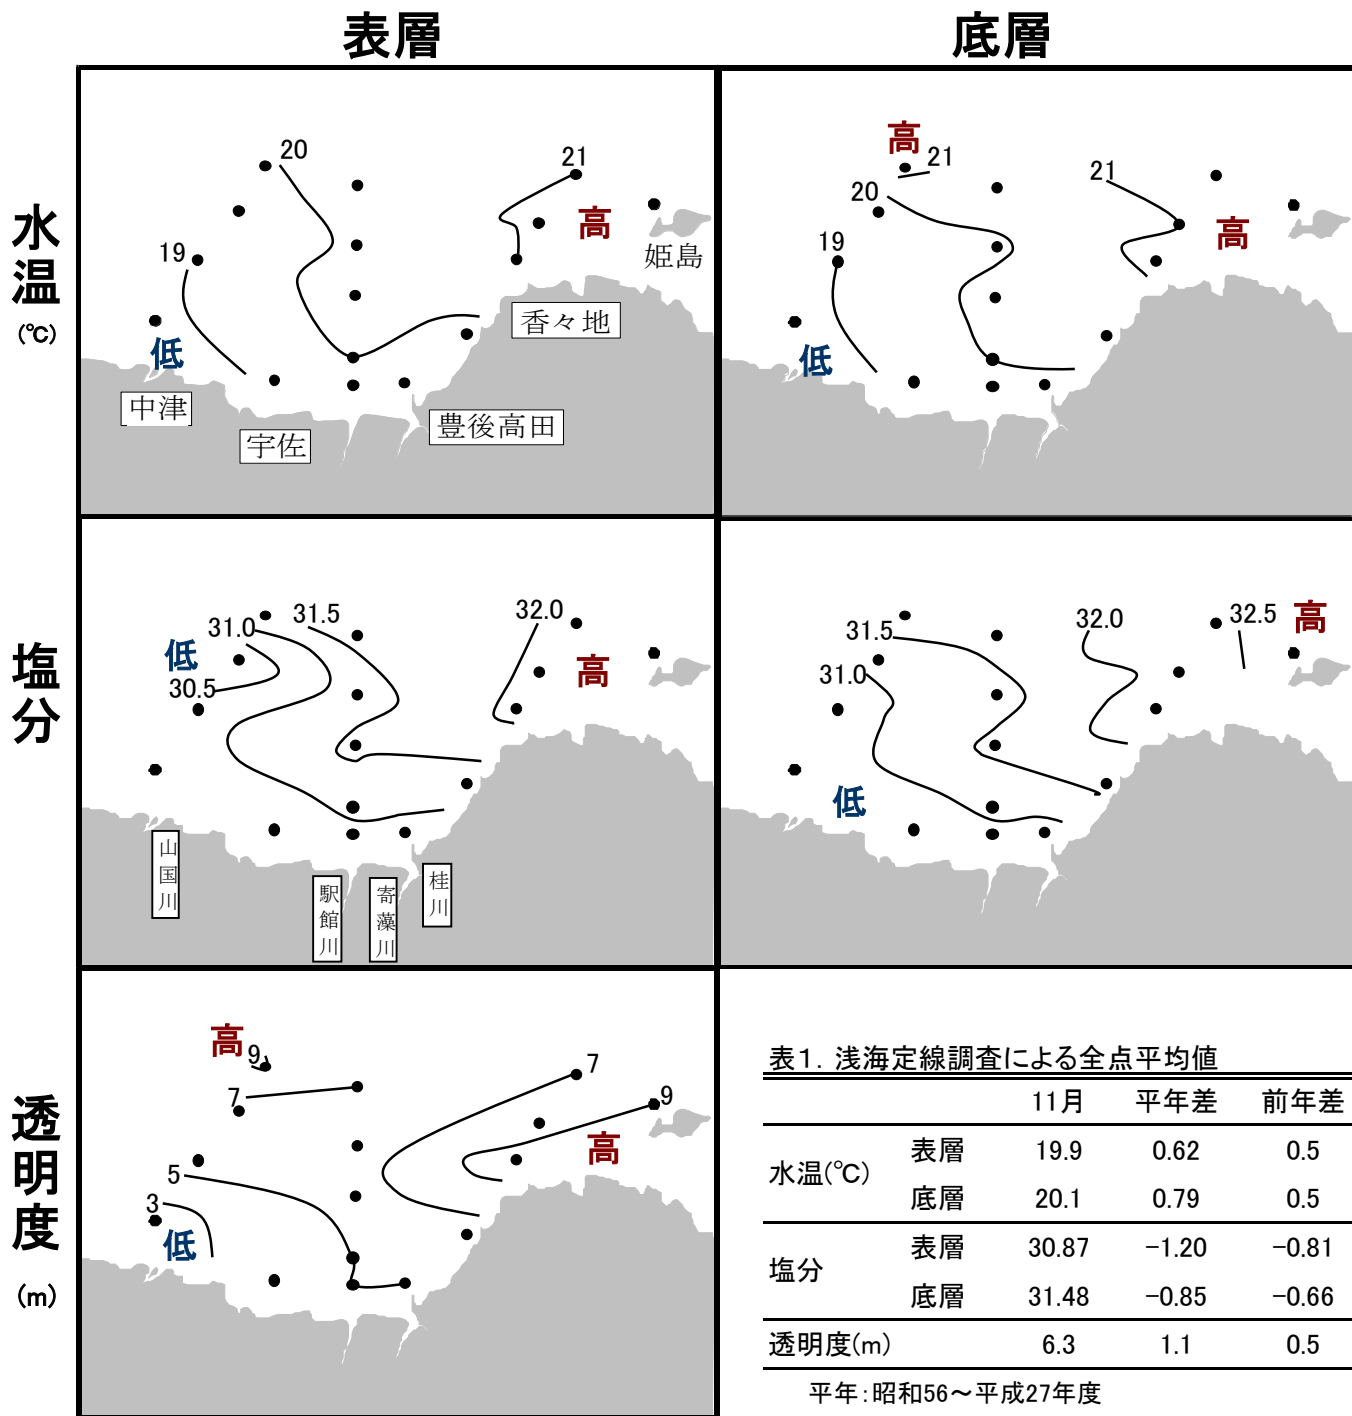 表層
底層
水温
(℃)
20
21
19
高
低
姫島
香々地
中津
宇佐
豊後高田
高
21
20
19
21
高
低
塩分
31.0
31.5
32.0
低
30.5
高
山国川
駅館川
寄藻川
桂川
31.5
31.0
32.0
32.5
高
低
透明度
(m)
高
9
7
7
9
5
3
低
高
表1. 浅海定線調査による全点平均値
11月 平年差 前年差
水温(℃) 表層 19.9 0.62 0.5
底層 20.1 0.79 0.5
塩分 表層 30.87 −1.20 −0.81
底層 31.48 −0.85 −0.66
透明度(m) 6.3 1.1 0.5
平年:昭和56～平成27年度